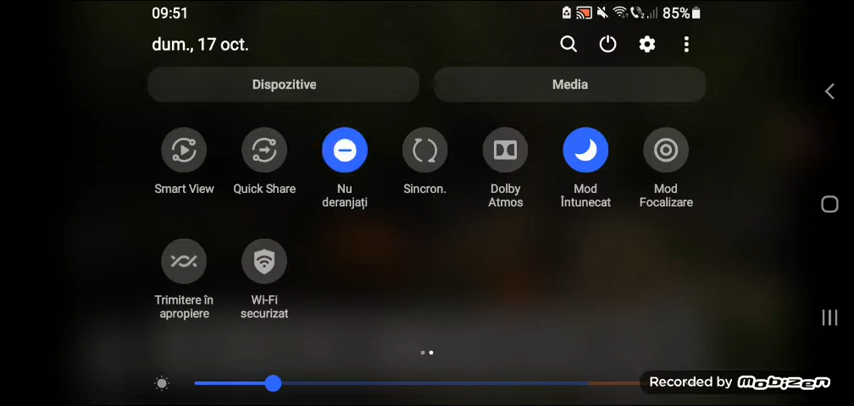 09:51
85%
dum., 17 oct.
Dispozitive
Media
Smart View
Quick Share
Nu
deranjați
Sincron.
Dolby
Atmos
Mod
Întunecat
Mod
Focalizare
Trimitere în
apropiere
Wi-Fi
securizat
Recorded by mobizen